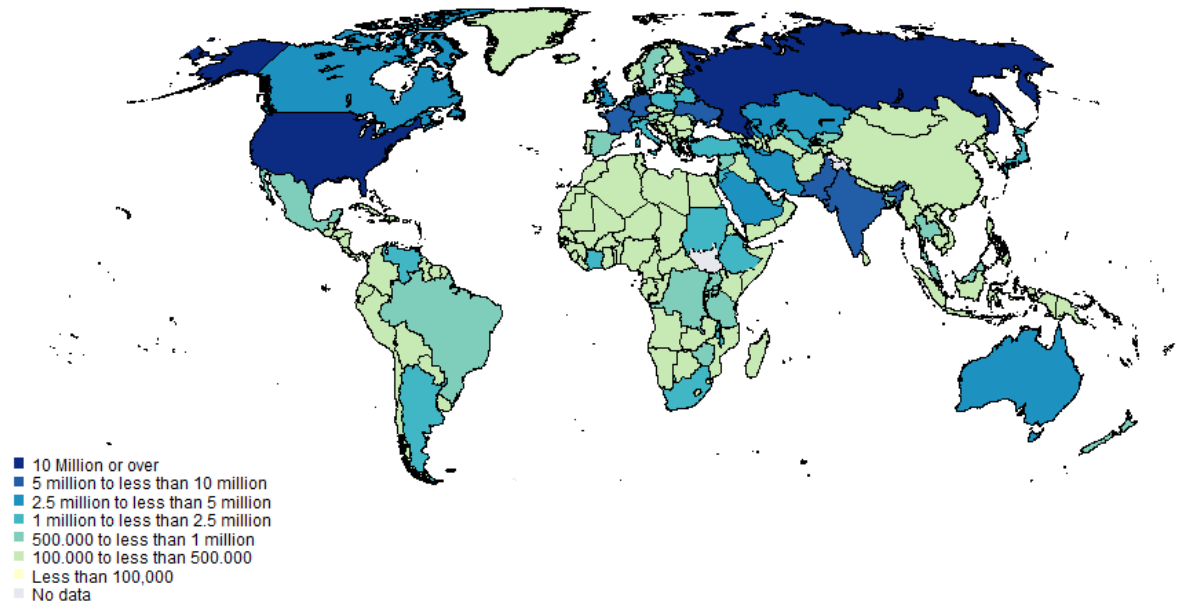 10 Million or over
5 million to less than 10 million
2.5 million to less than 5 million
1 million to less than 2.5 million
500.000 to less than 1 million
100.000 to less than 500.000
Less than 100,000
No data